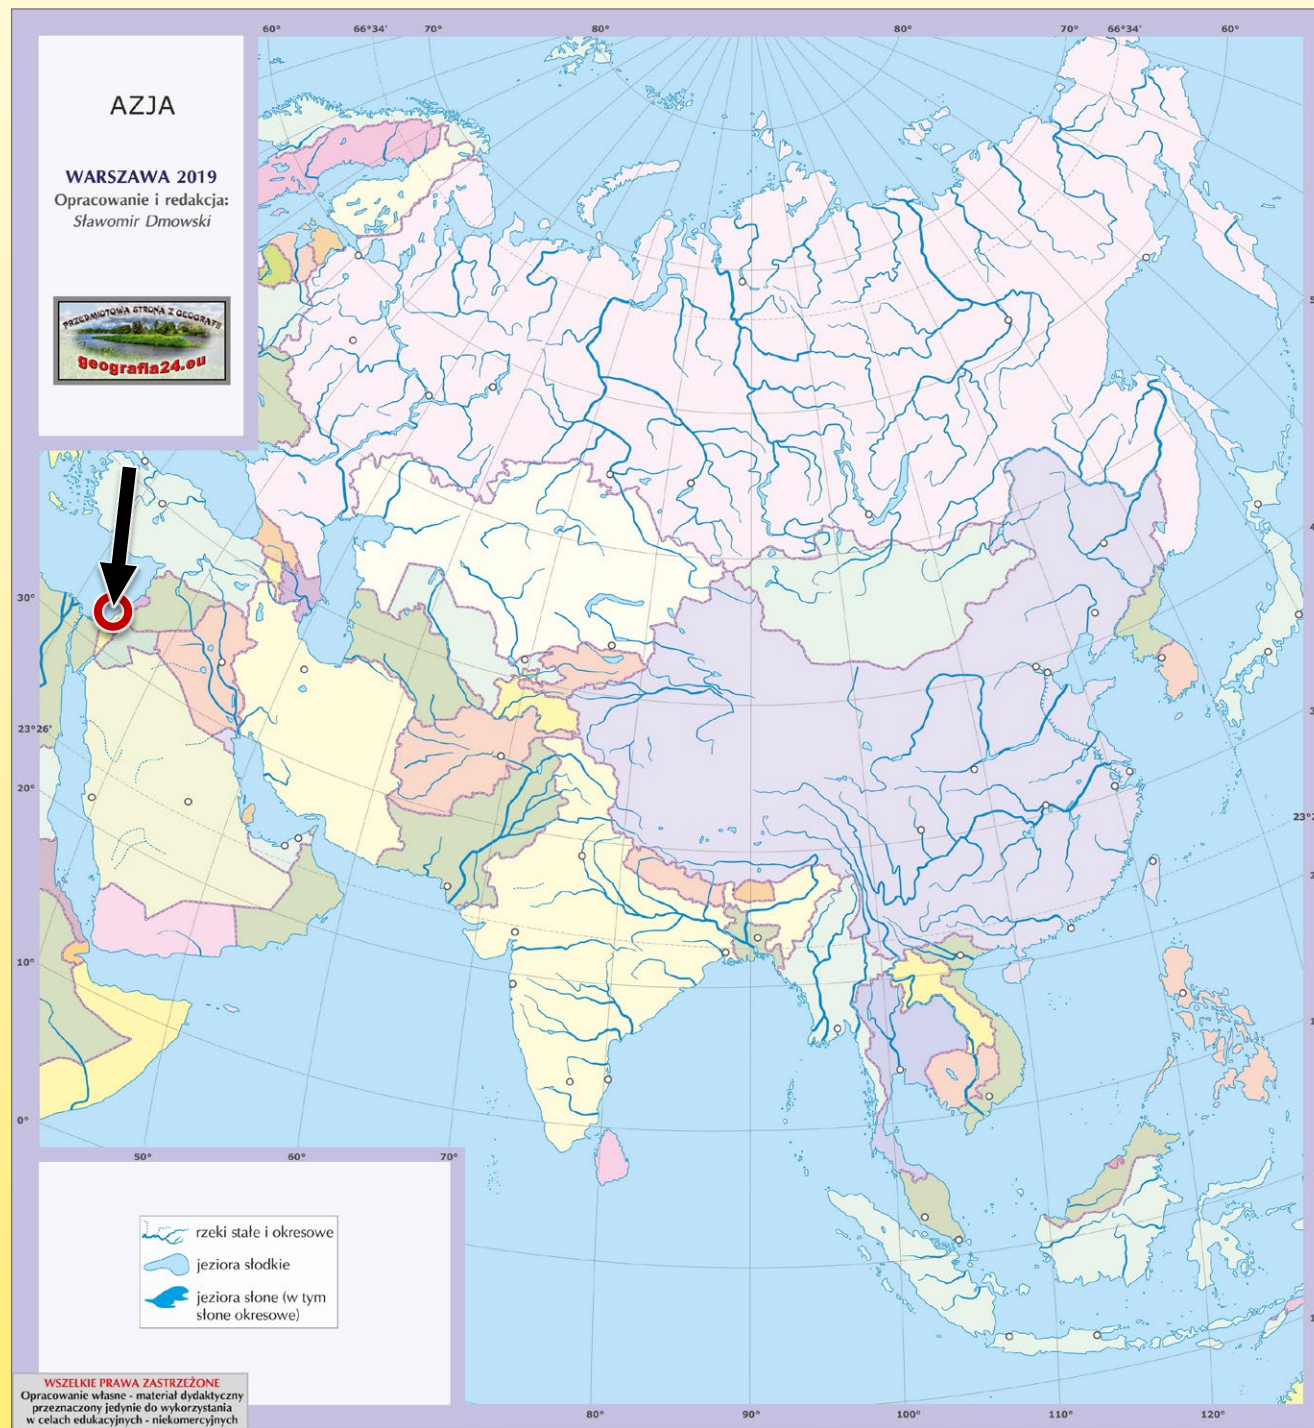 60°
66°34'
70°
80°
80°
70°
66°34'
60°
AZJA
WARSZAWA 2019
Opracowanie i redakcja:
Sławomir Dmowski
PRZEDMIOTOWA STRONA Z GEOGRAFII
geografia24.eu
30°
23°26'
20°
10°
0°
50°
60°
70°
80°
90°
100°
110°
120°
rzeki stałe i okresowe
jeziora słodkie
jeziora słone (w tym
słone okresowe)
WSZELKIE PRAWA ZASTRZEŻONE
Opracowanie własne - materiał dydaktyczny
przeznaczony jedynie do wykorzystania
w celach edukacyjnych - niekomercyjnych